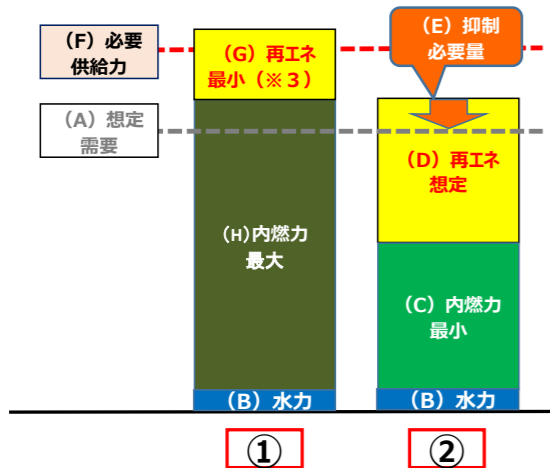 （F）必要
供給力
（A）想定
需要
（G）再エネ
最小（※３）
（H）内燃力
最大
（B）水力
①
（E）抑制
必要量
（D）再エネ
想定
（C）内燃力
最小
（B）水力
②